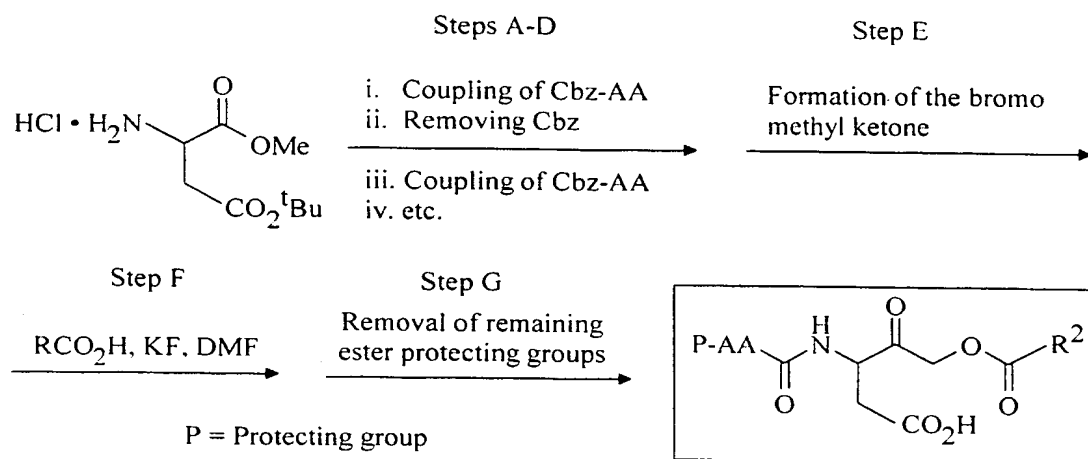 Steps A-D
Step E
HCl • H₂N
O
OMe
CO₂ᵗBu
i. Coupling of Cbz-AA
ii. Removing Cbz
iii. Coupling of Cbz-AA
iv. etc.
Formation of the bromo
methyl ketone
Step F
RCO₂H, KF, DMF
Step G
Removal of remaining
ester protecting groups
P-AA
O
H
N
O
O
O
R²
CO₂H
P = Protecting group